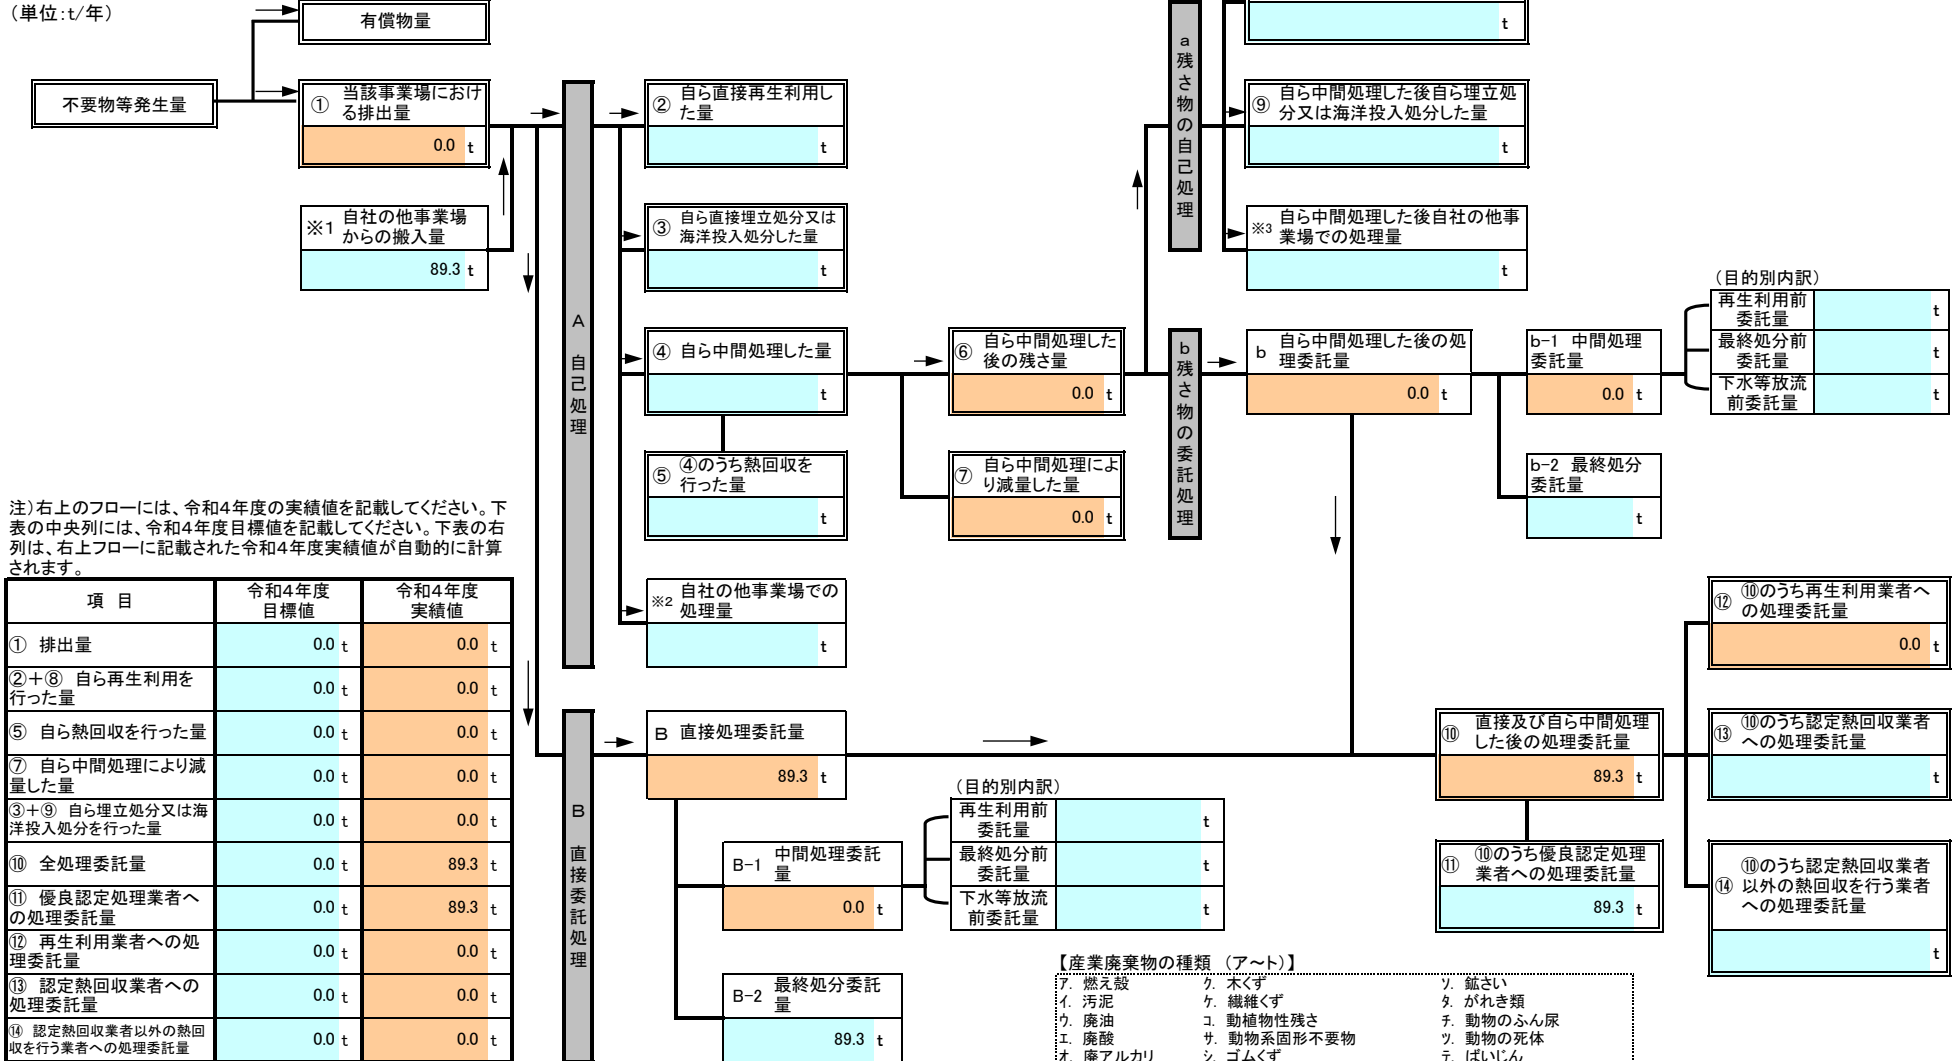 (単位:t/年)
有償物量
不要物等発生量
① 当該事業場におけ
る排出量
0.0 t
※1 自社の他事業場
からの搬入量
89.3 t
A 自己処理
② 自ら直接再生利用し
た量
t
③ 自ら直接埋立処分又は
海洋投入処分した量
t
④ 自ら中間処理した量
t
⑤ ④のうち熱回収を
行った量
t
※2 自社の他事業場での
処理量
t
⑥ 自ら中間処理した
後の残さ量
0.0 t
⑦ 自ら中間処理によ
り減量した量
0.0 t
a 残さ物の自己処理
t
⑨ 自ら中間処理した後自ら埋立処
分又は海洋投入処分した量
t
※3 自ら中間処理した後自社の他事
業場での処理量
t
b 残さ物の委託処理
b 自ら中間処理した後の処
理委託量
0.0 t
b-1 中間処理
委託量
0.0 t
b-2 最終処分
委託量
t
(目的別内訳)
再生利用前
委託量
t
最終処分前
委託量
t
下水等放流
前委託量
t
注)右上のフローには、令和4年度の実績値を記載してください。下
表の中央列には、令和4年度目標値を記載してください。下表の右
列は、右上フローに記載された令和4年度実績値が自動的に計算
されます。
項 目 令和4年度 目標値 令和4年度 実績値
① 排出量 0.0 t 0.0 t
②+⑧ 自ら再生利用を
行った量 0.0 t 0.0 t
⑤ 自ら熱回収を行った量 0.0 t 0.0 t
⑦ 自ら中間処理により減
量した量 0.0 t 0.0 t
③+⑨ 自ら埋立処分又は海
洋投入処分を行った量 0.0 t 0.0 t
⑩ 全処理委託量 0.0 t 89.3 t
⑪ 優良認定処理業者へ
の処理委託量 0.0 t 89.3 t
⑫ 再生利用業者への処
理委託量 0.0 t 0.0 t
⑬ 認定熱回収業者への
処理委託量 0.0 t 0.0 t
⑭ 認定熱回収業者以外の熱回
収を行う業者への処理委託量 0.0 t 0.0 t
B 直接委託処理
B 直接処理委託量
89.3 t
B-1 中間処理委託
量
0.0 t
B-2 最終処分委託
量
89.3 t
(目的別内訳)
再生利用前
委託量
t
最終処分前
委託量
t
下水等放流
前委託量
t
⑩ 直接及び自ら中間処理
した後の処理委託量
89.3 t
⑪ ⑩のうち優良認定処理
業者への処理委託量
89.3 t
⑫ ⑩のうち再生利用業者へ
の処理委託量
0.0 t
⑬ ⑩のうち認定熱回収業者
への処理委託量
t
⑭ ⑩のうち認定熱回収業者
以外の熱回収を行う業者
への処理委託量
t
【産業廃棄物の種類 (ア~ト)】
ア. 燃え殻 ク. 木くず ソ. 鉱さい
イ. 汚泥 ケ. 繊維くず タ. がれき類
ウ. 廃油 コ. 動植物性残さ チ. 動物のふん尿
エ. 廃酸 サ. 動物系固形不要物 ツ. 動物の死体
オ. 廃アルカリ シ. ゴムくず テ. ばいじん